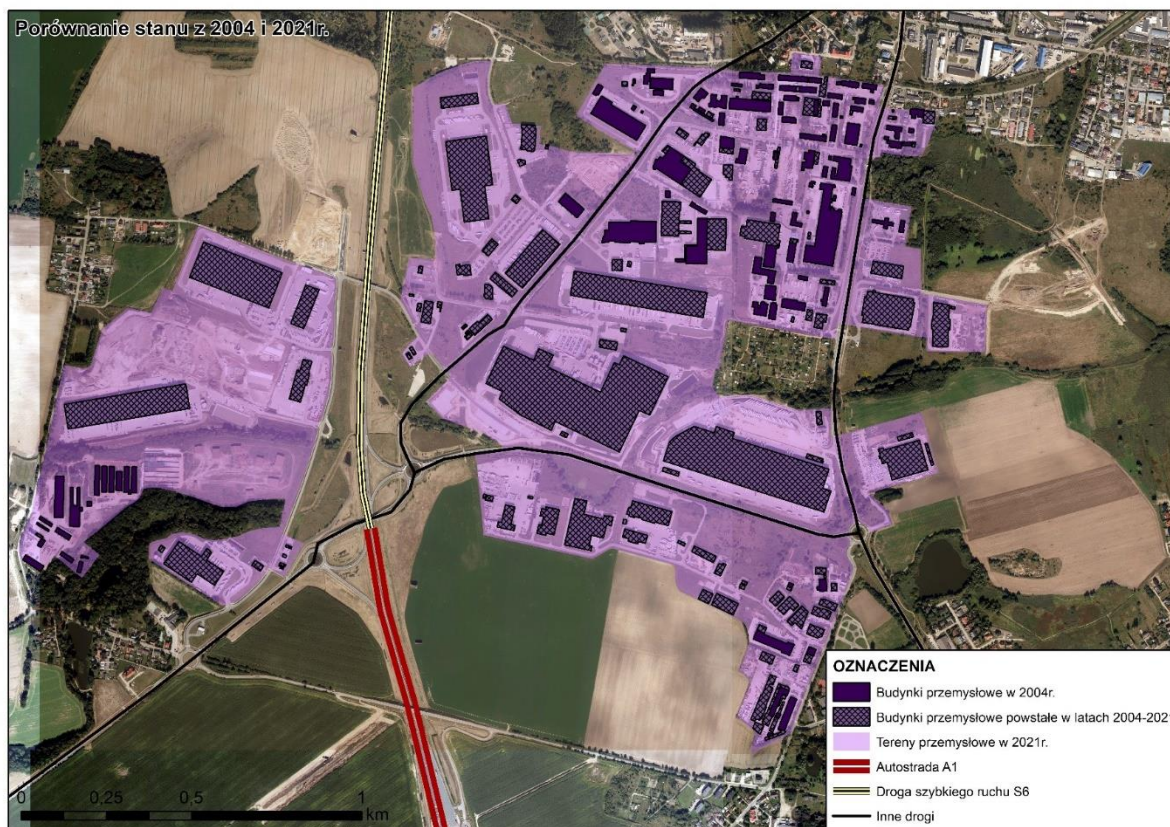 Porównanie stanu z 2004 i 2021r.
OZNACZENIA
Budynki przemysłowe w 2004r.
Budynki przemysłowe powstałe w latach 2004-2021
Tereny przemysłowe w 2021r.
Autostrada A1
Droga szybkiego ruchu S6
Inne drogi
0 0,25 0,5 1
km